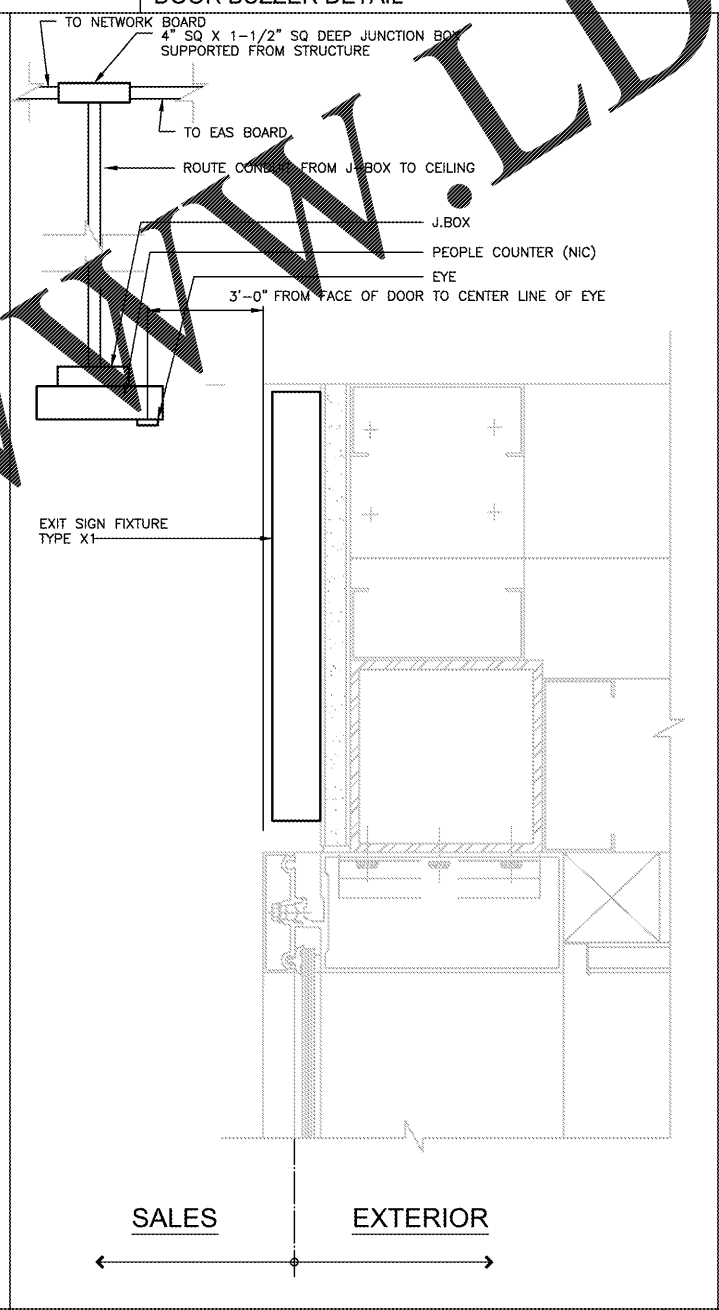 DOOR BUZZER DETAIL
TO NETWORK BOARD
4" SQ X 1-1/2" SQ DEEP JUNCTION BOX
SUPPORTED FROM STRUCTURE
TO EAS BOARD
ROUTE CONDUIT FROM J-BOX TO CEILING
J.BOX
PEOPLE COUNTER (NIC)
EYE
3'-0" FROM FACE OF DOOR TO CENTER LINE OF EYE
EXIT SIGN FIXTURE
TYPE X1
SALES
EXTERIOR
WWW.LD